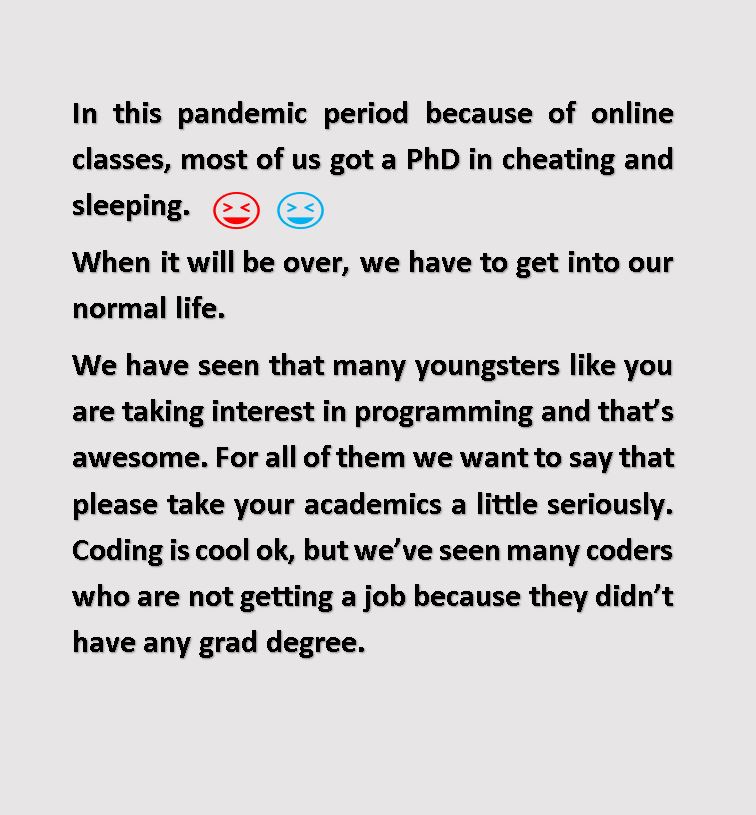 In this pandemic period because of online
classes, most of us got a PhD in cheating and
sleeping.
When it will be over, we have to get into our
normal life.
We have seen that many youngsters like you
are taking interest in programming and that’s
awesome. For all of them we want to say that
please take your academics a little seriously.
Coding is cool ok, but we’ve seen many coders
who are not getting a job because they didn’t
have any grad degree.